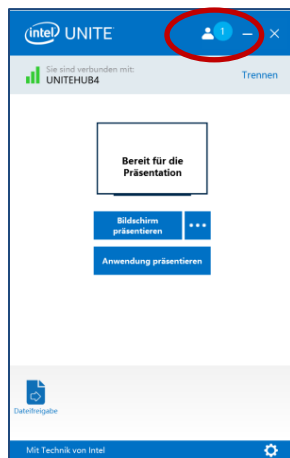 intel UNITE
1
Sie sind verbunden mit:
UNITEHUB4
Trennen
Bereit für die
Präsentation
Bildschirm
präsentieren
Anwendung präsentieren
Dateifreigabe
Mit Technik von Intel